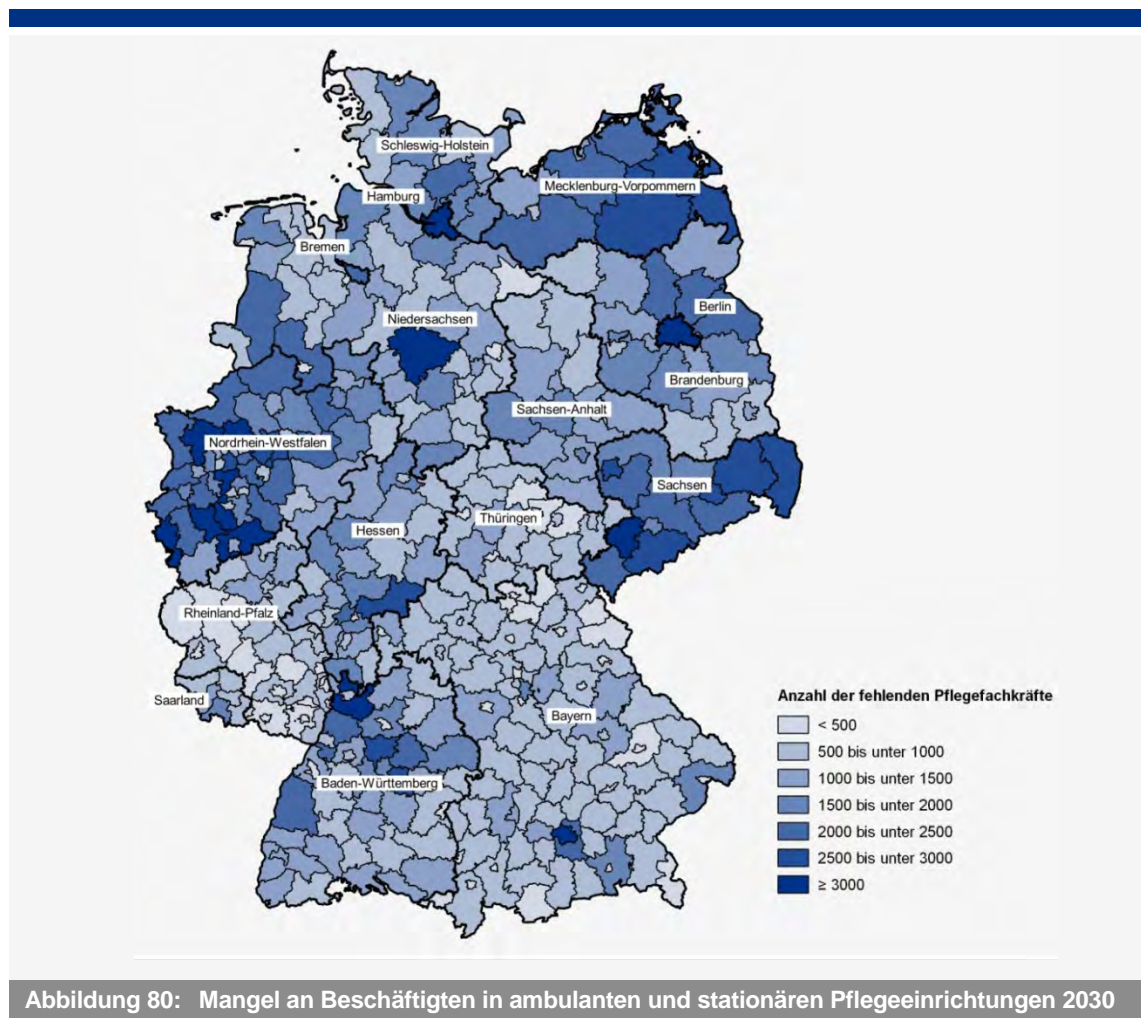 Schleswig-Holstein
Mecklenburg-Vorpommern
Hamburg
Bremen
Berlin
Niedersachsen
Brandenburg
Sachsen-Anhalt
Nordrhein-Westfalen
Sachsen
Thüringen
Hessen
Rheinland-Pfalz
Saarland
Bayern
Baden-Württemberg
Anzahl der fehlenden Pflegefachkräfte
< 500
500 bis unter 1000
1000 bis unter 1500
1500 bis unter 2000
2000 bis unter 2500
2500 bis unter 3000
≥ 3000
Abbildung 80: Mangel an Beschäftigten in ambulanten und stationären Pflegeeinrichtungen 2030